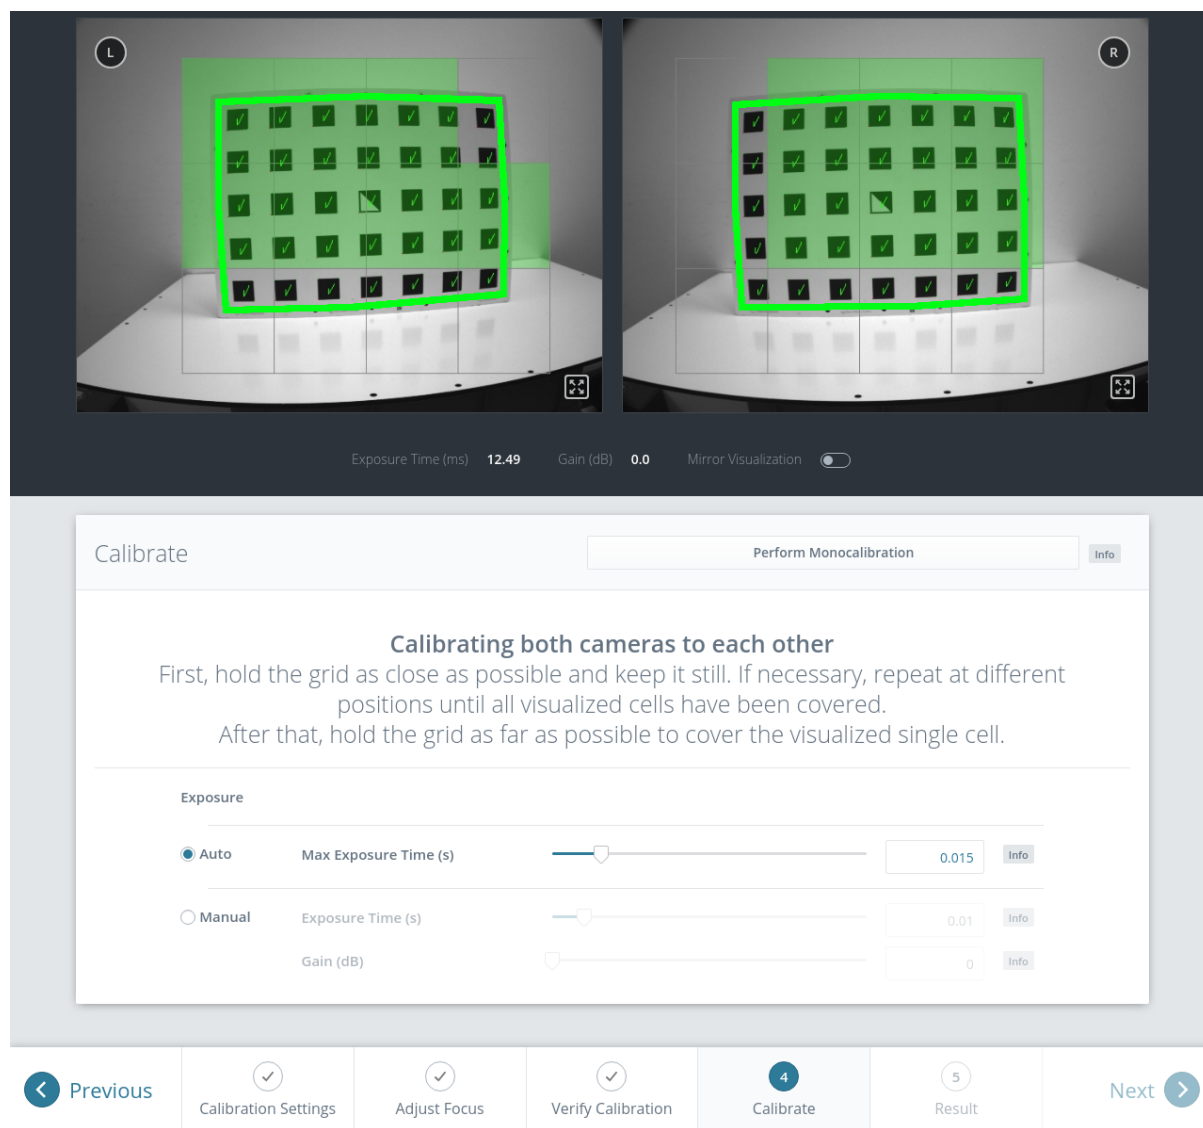 L
R
Exposure Time (ms) 12.49 Gain (dB) 0.0 Mirror Visualization
Calibrate
Perform Monocalibration
Info
Calibrating both cameras to each other
First, hold the grid as close as possible and keep it still. If necessary, repeat at different
positions until all visualized cells have been covered.
After that, hold the grid as far as possible to cover the visualized single cell.
Exposure
Auto Max Exposure Time (s) 0.015 Info
Manual Exposure Time (s) 0.01 Info
Gain (dB) 0 Info
Previous
Calibration Settings
Adjust Focus
Verify Calibration
4
Calibrate
5
Result
Next